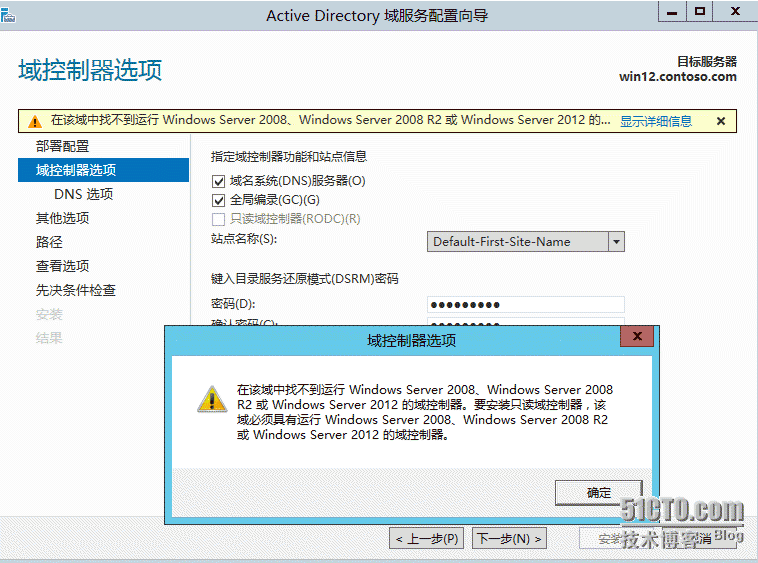 Active Directory 域服务配置向导
域控制器选项
目标服务器
win12.contoso.com
在该域中找不到运行 Windows Server 2008、Windows Server 2008 R2 或 Windows Server 2012 的... 显示详细信息
部署配置
域控制器选项
DNS 选项
其他选项
路径
查看选项
先决条件检查
安装
结果
指定域控制器功能和站点信息
域名系统(DNS)服务器(O)
全局编录(GC)(G)
只读域控制器(RODC)(R)
站点名称(S): Default-First-Site-Name
键入目录服务还原模式(DSRM)密码
密码(D): ●●●●●●●●●
确认密码(C):
域控制器选项
在该域中找不到运行 Windows Server 2008、Windows Server 2008
R2 或 Windows Server 2012 的域控制器。要安装只读域控制器，该
域必须具有运行 Windows Server 2008、Windows Server 2008 R2
或 Windows Server 2012 的域控制器。
确定
< 上一步(P) 下一步(N) > 安装 取消
51CTO.com
技术博客 Blog